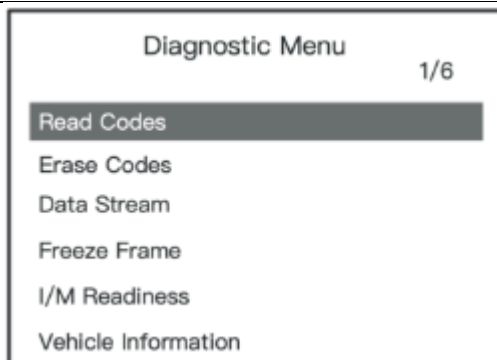 Diagnostic Menu
1/6
Read Codes
Erase Codes
Data Stream
Freeze Frame
I/M Readiness
Vehicle Information